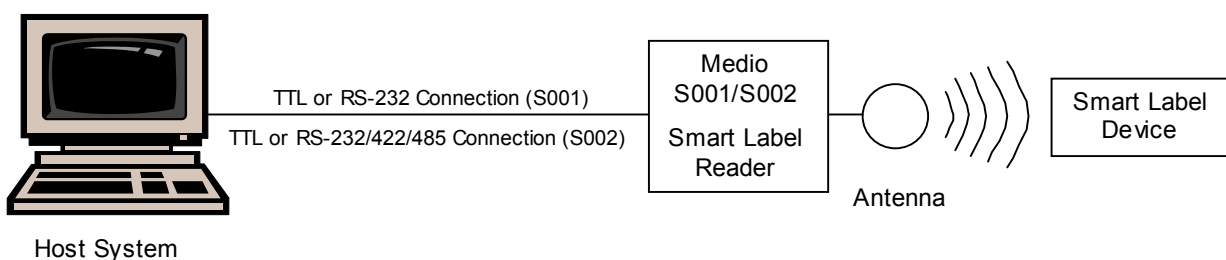 TTL or RS-232 Connection (S001)
TTL or RS-232/422/485 Connection (S002)
Medio
S001/S002
Smart Label
Reader
Antenna
Smart Label
Device
Host System